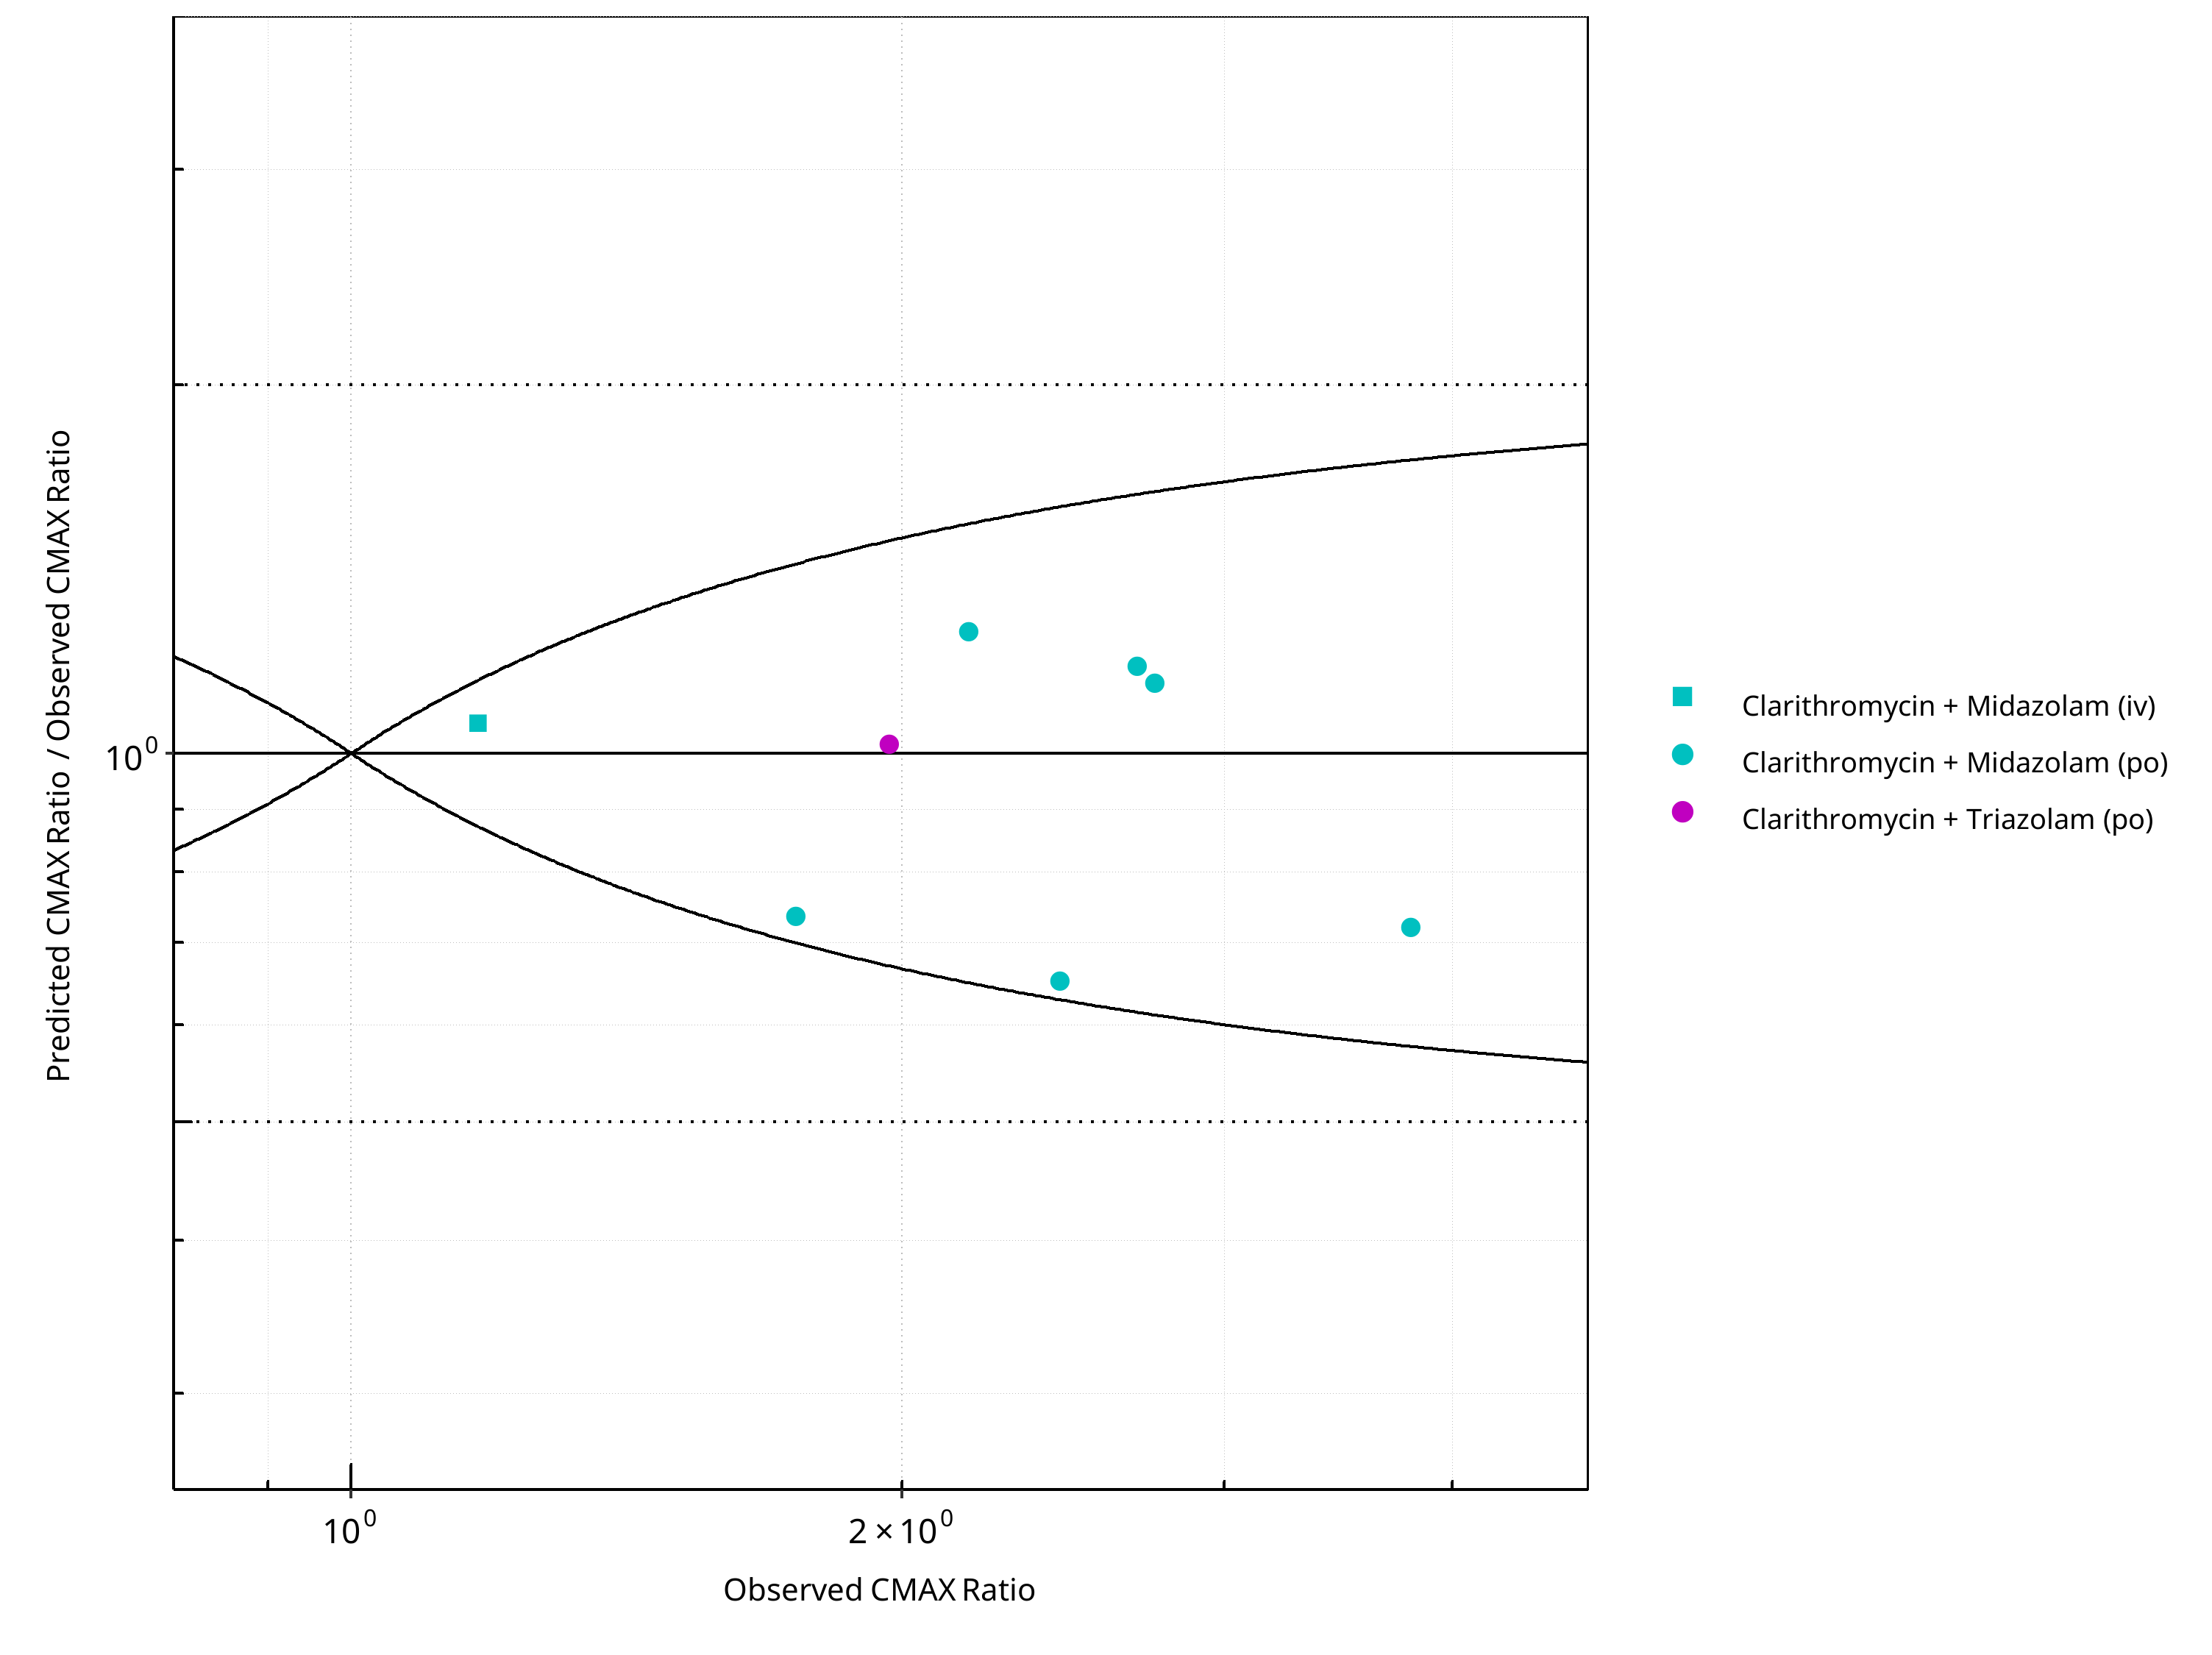 Predicted CMAX Ratio / Observed CMAX Ratio
10⁰
10⁰
2 × 10⁰
Observed CMAX Ratio
Clarithromycin + Midazolam (iv)
Clarithromycin + Midazolam (po)
Clarithromycin + Triazolam (po)